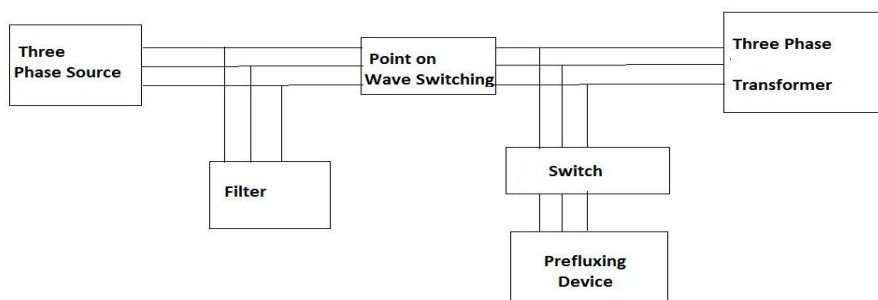 Three
Phase Source
Point on
Wave Switching
Three Phase
Transformer
Filter
Switch
Prefluxing
Device